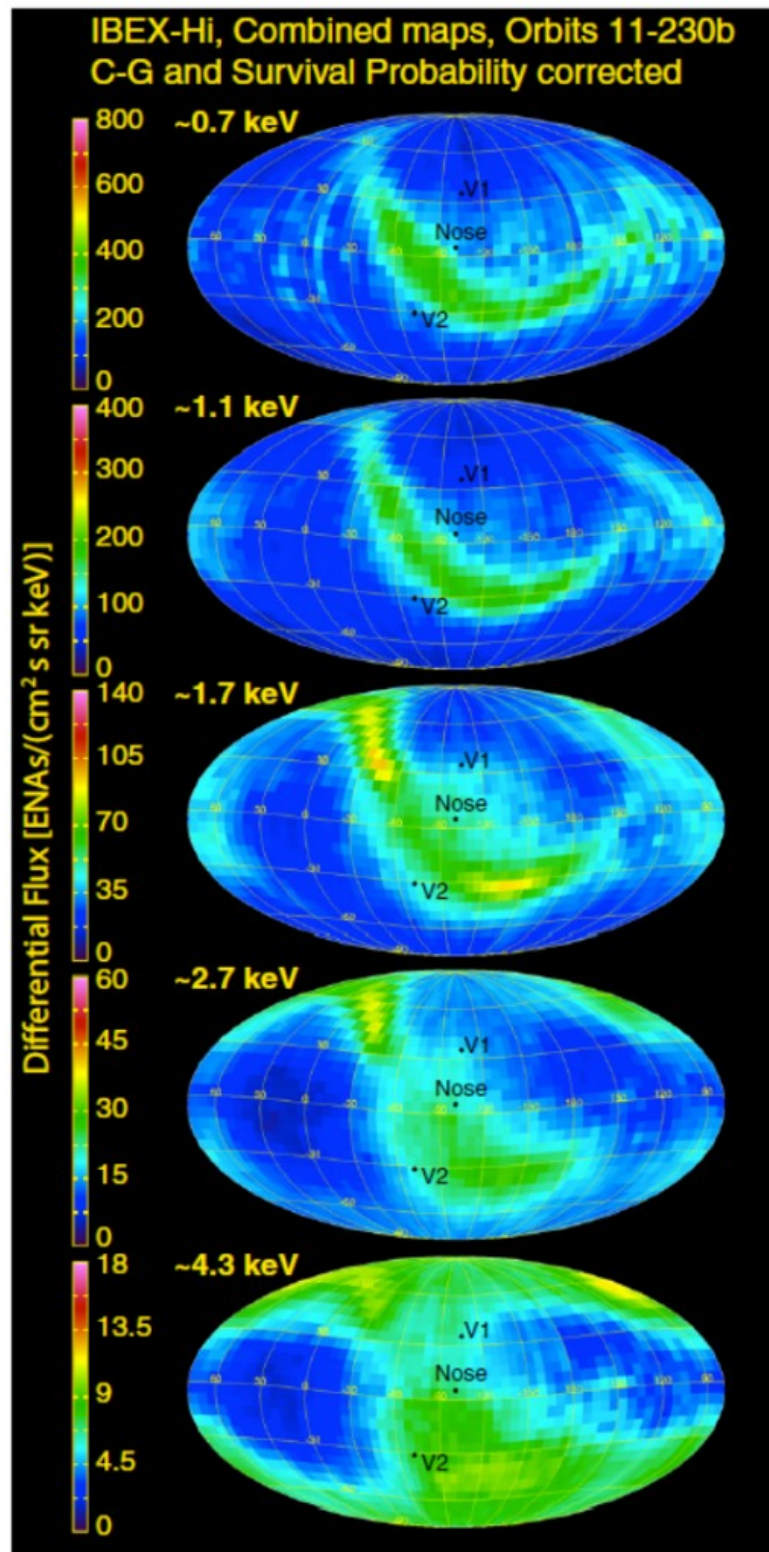 IBEX-Hi, Combined maps, Orbits 11-230b
C-G and Survival Probability corrected
Differential Flux [ENAs/(cm² s sr keV)]
~0.7 keV
800
600
400
200
0
V1
Nose
V2
~1.1 keV
400
300
200
100
0
V1
Nose
V2
~1.7 keV
140
105
70
35
0
V1
Nose
V2
~2.7 keV
60
45
30
15
0
V1
Nose
V2
~4.3 keV
18
13.5
9
4.5
0
V1
Nose
V2